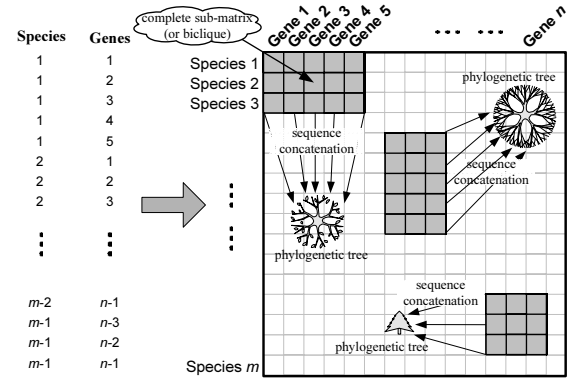 Species Genes
1 1
1 2
1 3
1 4
1 5
2 1
2 2
2 3
m-2 n-1
m-1 n-3
m-1 n-2
m-1 n-1
complete sub-matrix
(or biclique)
Gene 1
Gene 2
Gene 3
Gene 4
Gene 5
Gene n
Species 1
Species 2
Species 3
Species m
sequence
concatenation
phylogenetic tree
phylogenetic tree
sequence
concatenation
sequence
concatenation
phylogenetic tree